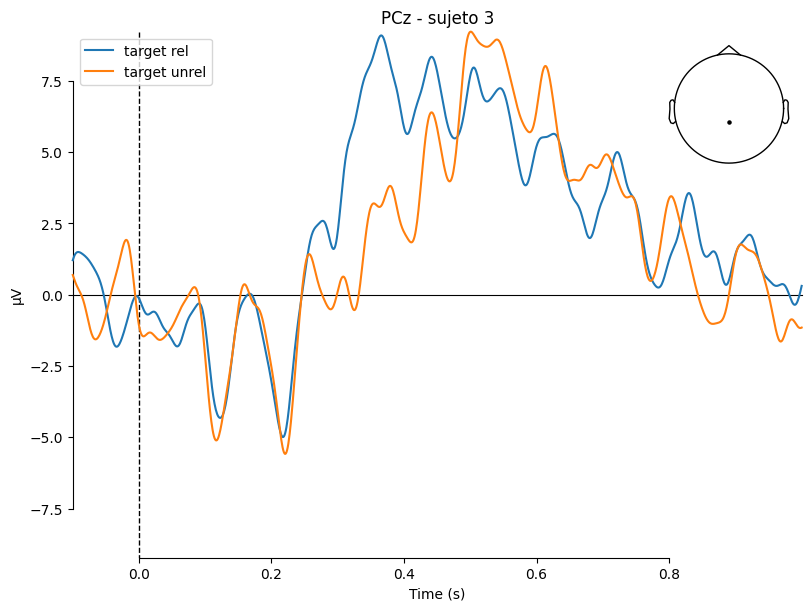 PCz - sujeto 3
target rel
target unrel
7.5
5.0
2.5
0.0
−2.5
−5.0
−7.5
µV
0.0 0.2 0.4 0.6 0.8
Time (s)